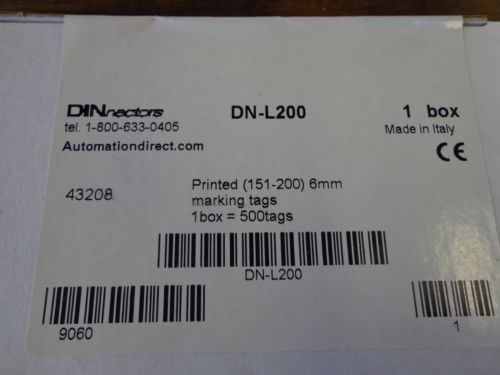 DINnectors DN-L200 1 box
tel. 1-800-633-0405 Made in Italy
Automationdirect.com CE
43208 Printed (151-200) 6mm
marking tags
1box = 500tags
DN-L200
9060 1